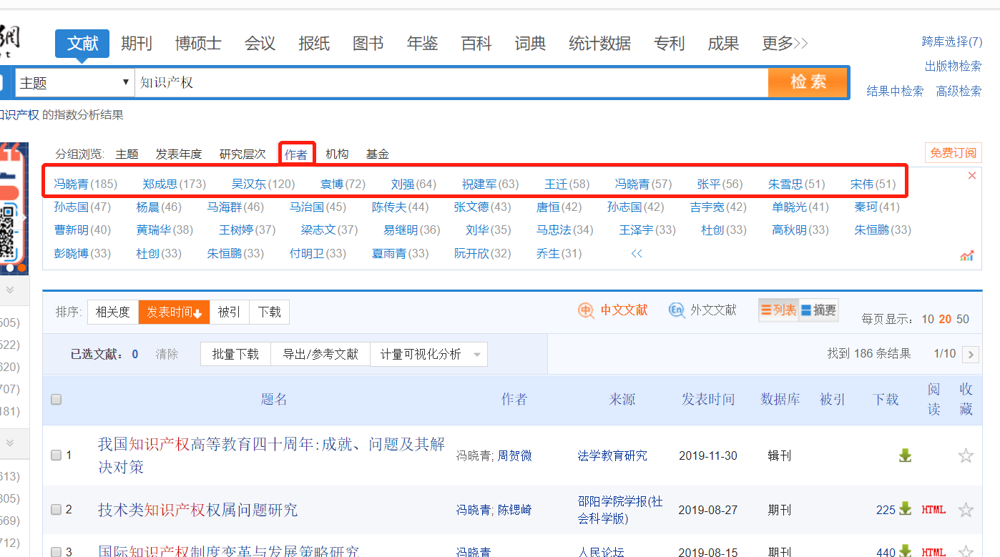 網
文献 期刊 博硕士 会议 报纸 图书 年鉴 百科 词典 统计数据 专利 成果 更多>> 跨库选择(7)
出版物检索
主题 知识产权 检索
结果中检索 高级检索
知识产权 的指数分析结果
分组浏览: 主题 发表年度 研究层次 作者 机构 基金 免费订阅
冯晓青(185) 郑成思(173) 吴汉东(120) 袁博(72) 刘强(64) 祝建军(63) 王迁(58) 冯晓青(57) 张平(56) 朱雪忠(51) 宋伟(51)
孙志国(47) 杨晨(46) 马海群(46) 马治国(45) 陈传夫(44) 张文德(43) 唐恒(42) 孙志国(42) 吉宇宽(42) 单晓光(41) 秦珂(41)
曹新明(40) 黄瑞华(38) 王树婷(37) 梁志文(37) 易继明(36) 刘华(35) 马忠法(34) 王泽宇(33) 杜创(33) 高秋明(33) 朱恒鹏(33)
彭晓博(33) 杜创(33) 朱恒鹏(33) 付明卫(33) 夏雨青(33) 阮开欣(32) 乔生(31) <<
排序: 相关度 发表时间 被引 下载 中文文献 外文文献 列表 摘要 每页显示: 10 20 50
已选文献: 0 清除 批量下载 导出/参考文献 计量可视化分析 找到 186 条结果 1/10 >
题名 作者 来源 发表时间 数据库 被引 下载 阅读 收藏
1 我国知识产权高等教育四十周年:成就、问题及其解决对策 冯晓青; 周贺微 法学教育研究 2019-11-30 辑刊
2 技术类知识产权权属问题研究 冯晓青; 陈锶崎 邵阳学院学报(社会科学版) 2019-08-27 期刊 225 HTML
3 国际知识产权制度变革与发展策略研究 冯晓青 人民论坛 2019-08-15 期刊 440 HTML